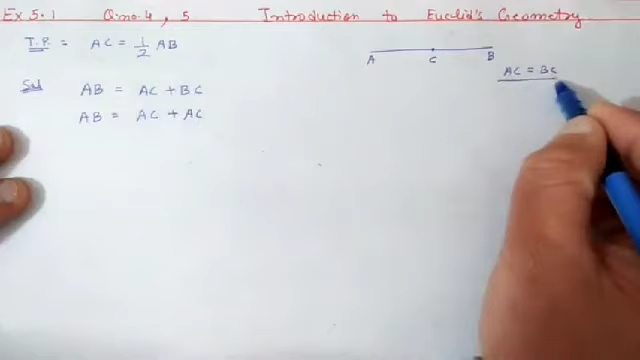 Ex 5.1 Q.no.4, 5 Introduction to Euclid's Geometry
T.P. = AC = 1/2 AB
A C B
AC = BC
Sol AB = AC + BC
AB = AC + AC